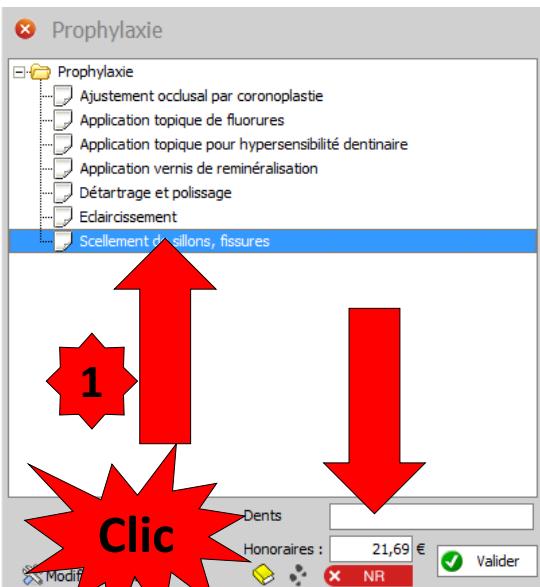 Prophylaxie
Prophylaxie
Ajustement occlusal par coronoplastie
Application topique de fluorures
Application topique pour hypersensibilité dentinaire
Application vernis de reminéralisation
Détartrage et polissage
Eclaircissement
Scellement de sillons, fissures
1
Clic
Dents
Honoraires : 21,69 €
Valider
NR